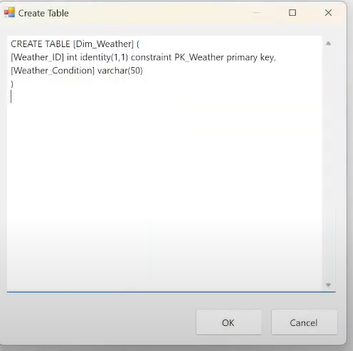 Create Table
CREATE TABLE [Dim_Weather] (
[Weather_ID] int identity(1,1) constraint PK_Weather primary key,
[Weather_Condition] varchar(50)
)
OK
Cancel